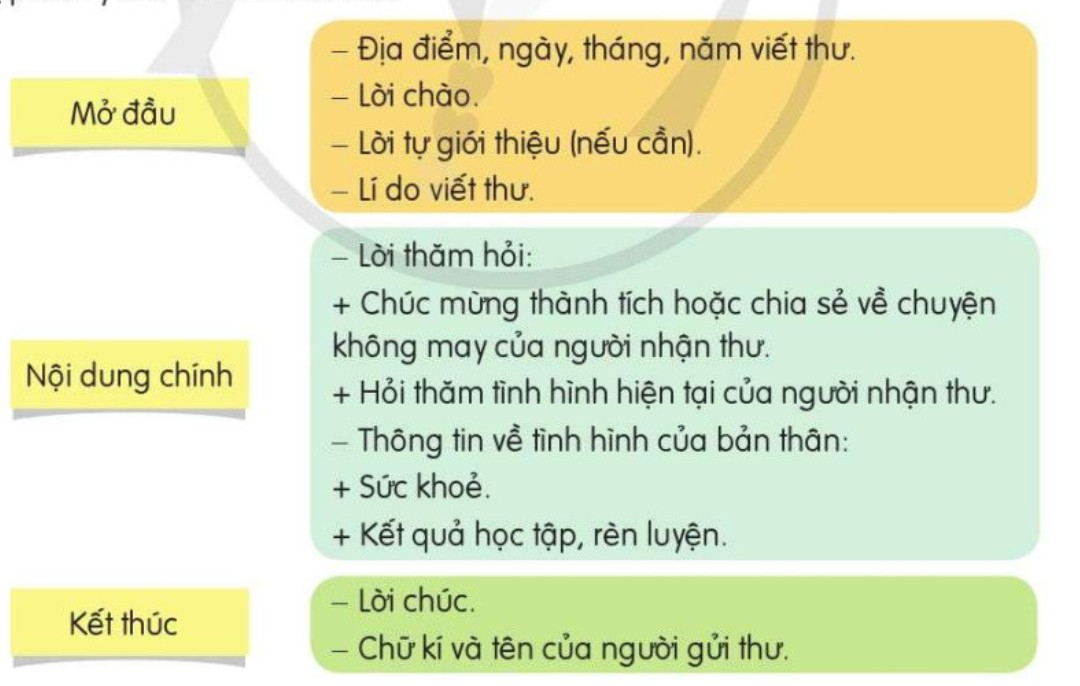 Mở đầu
– Địa điểm, ngày, tháng, năm viết thư.
– Lời chào.
– Lời tự giới thiệu (nếu cần).
– Lí do viết thư.
Nội dung chính
– Lời thăm hỏi:
+ Chúc mừng thành tích hoặc chia sẻ về chuyện
không may của người nhận thư.
+ Hỏi thăm tình hình hiện tại của người nhận thư.
– Thông tin về tình hình của bản thân:
+ Sức khoẻ.
+ Kết quả học tập, rèn luyện.
Kết thúc
– Lời chúc.
– Chữ kí và tên của người gửi thư.